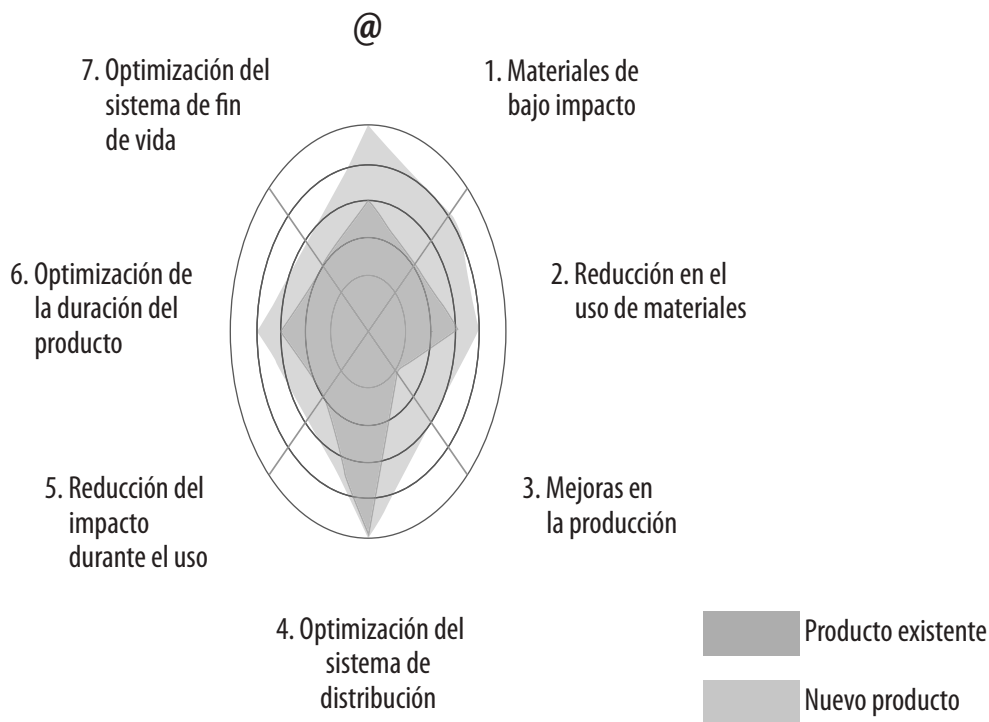 @
7. Optimización del
sistema de fin
de vida
1. Materiales de
bajo impacto
6. Optimización de
la duración del
producto
2. Reducción en el
uso de materiales
5. Reducción del
impacto
durante el uso
3. Mejoras en
la producción
4. Optimización del
sistema de
distribución
Producto existente
Nuevo producto